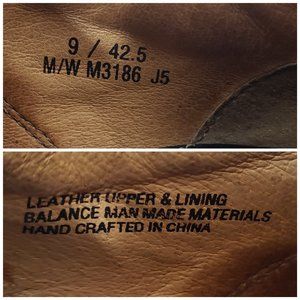 9 / 42.5
M/W M3186 J5
LEATHER UPPER & LINING
BALANCE MAN MADE MATERIALS
HAND CRAFTED IN CHINA